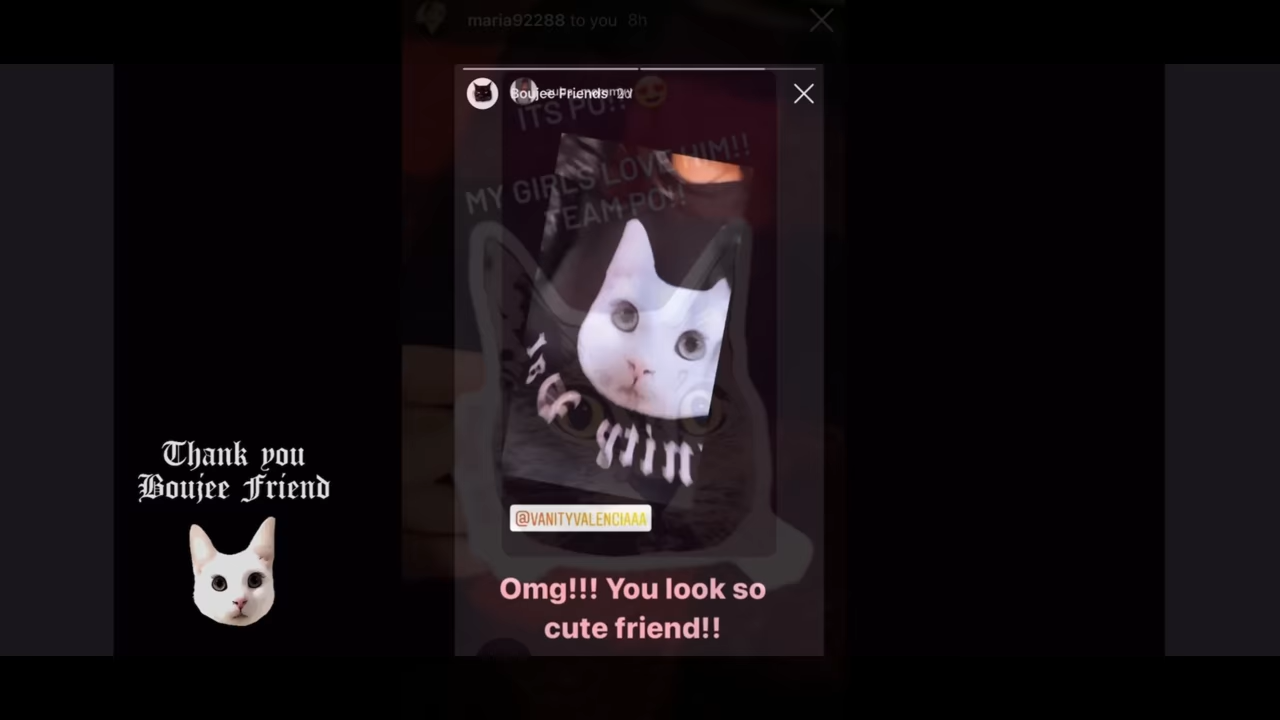 maria92288 to you 8h
Boujee Friends 2d
ITS PO!!
MY GIRLS LOVE HIM!!
TEAM PO!!
@VANITYVALENCIAAA
Omg!!! You look so
cute friend!!
Thank you
Boujee Friend